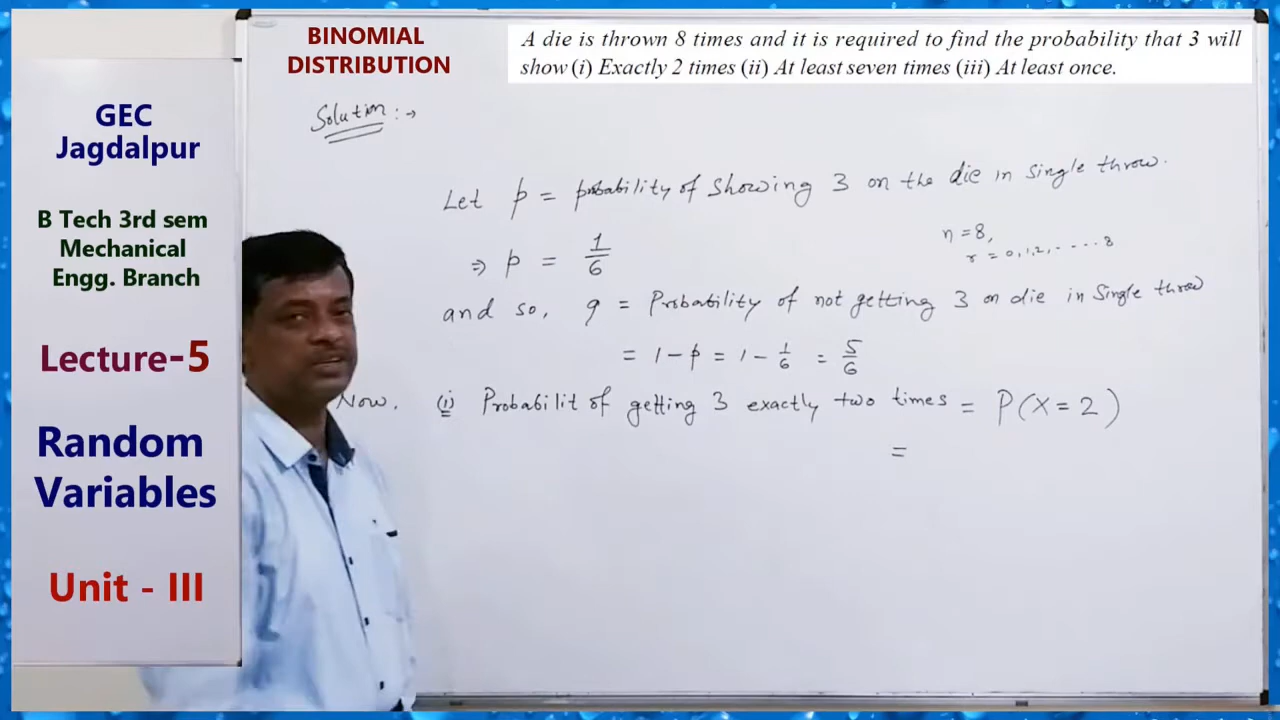 GEC
Jagdalpur
B Tech 3rd sem
Mechanical
Engg. Branch
Lecture-5
Random
Variables
Unit - III
BINOMIAL
DISTRIBUTION
A die is thrown 8 times and it is required to find the probability that 3 will
show (i) Exactly 2 times (ii) At least seven times (iii) At least once.
Solution :→
Let p = probability of showing 3 on the die in single throw.
⇒ p = 1/6
n = 8,
r = 0,1,2,.....8
and so, q = Probability of not getting 3 on die in Single throw
= 1 - p = 1 - 1/6 = 5/6
Now. (i) Probabilit of getting 3 exactly two times = P(X = 2)
=